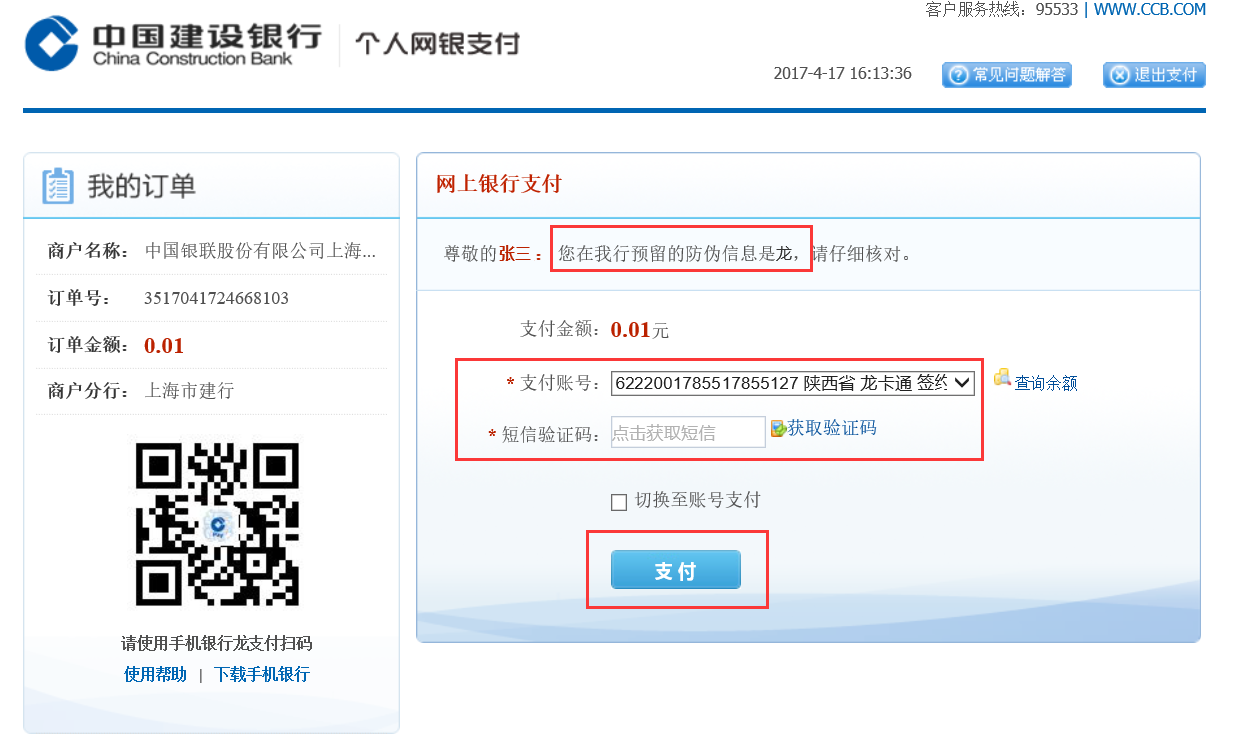 客户服务热线：95533 | WWW.CCB.COM
中国建设银行
China Construction Bank
个人网银支付
2017-4-17 16:13:36
常见问题解答
退出支付
我的订单
商户名称： 中国银联股份有限公司上海...
订单号： 3517041724668103
订单金额： 0.01
商户分行： 上海市建行
请使用手机银行龙支付扫码
使用帮助 | 下载手机银行
网上银行支付
尊敬的张三：您在我行预留的防伪信息是龙，请仔细核对。
支付金额：0.01元
* 支付账号： 6222001785517855127 陕西省 龙卡通 签约 查询余额
* 短信验证码： 点击获取短信 获取验证码
切换至账号支付
支付